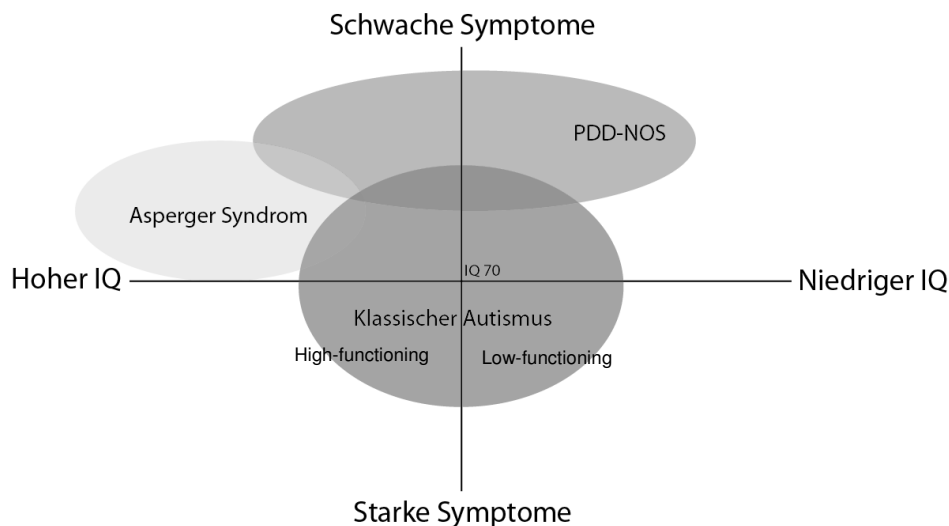 Schwache Symptome
PDD-NOS
Asperger Syndrom
Hoher IQ
IQ 70
Niedriger IQ
Klassischer Autismus
High-functioning
Low-functioning
Starke Symptome